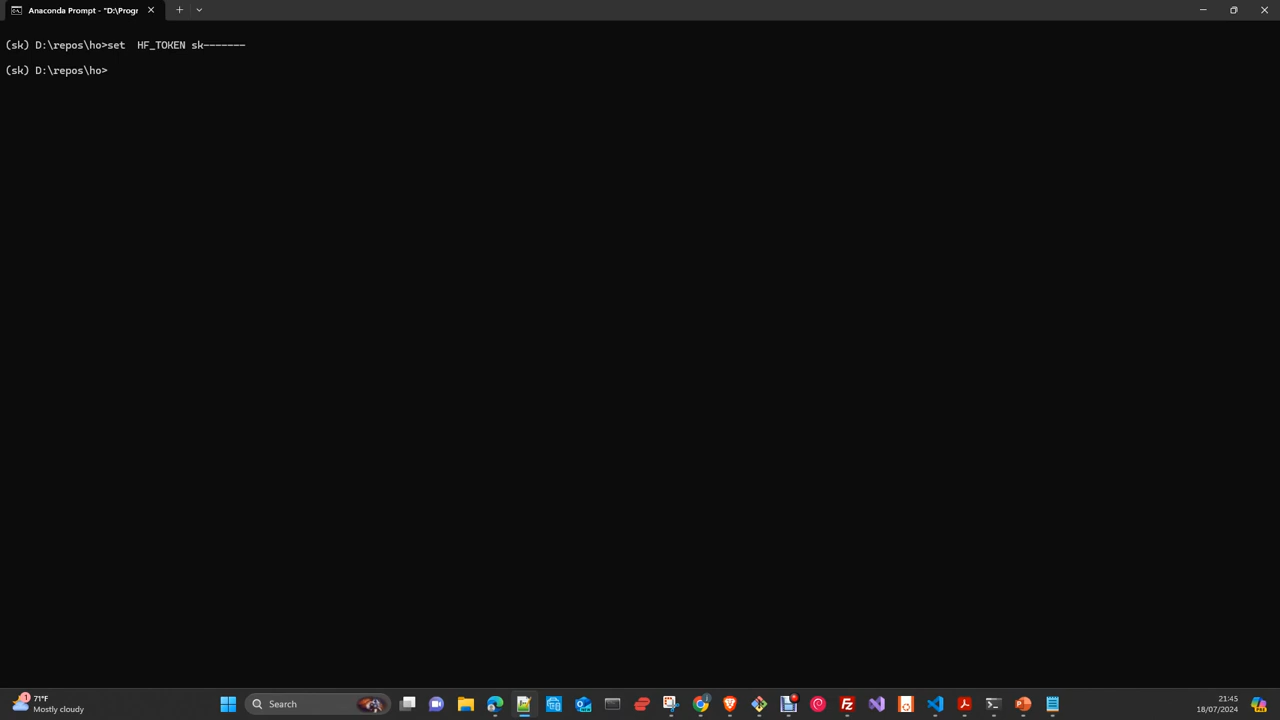 Anaconda Prompt - "D:\Progr
(sk) D:\repos\ho>set  HF_TOKEN sk-------
(sk) D:\repos\ho>
1
71°F
Mostly cloudy
Search
21:45
18/07/2024